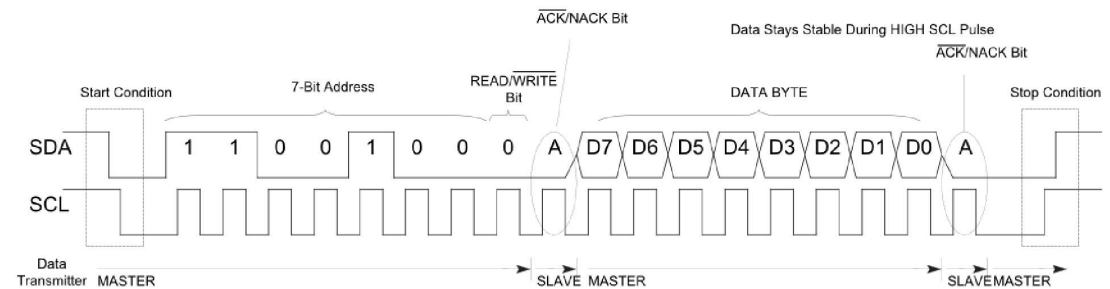 ACK/NACK Bit
Data Stays Stable During HIGH SCL Pulse
ACK/NACK Bit
Start Condition
7-Bit Address
READ/WRITE
Bit
DATA BYTE
Stop Condition
SDA 1 1 0 0 1 0 0 0 A D7 D6 D5 D4 D3 D2 D1 D0 A
SCL
Data
Transmitter MASTER SLAVE MASTER SLAVE MASTER